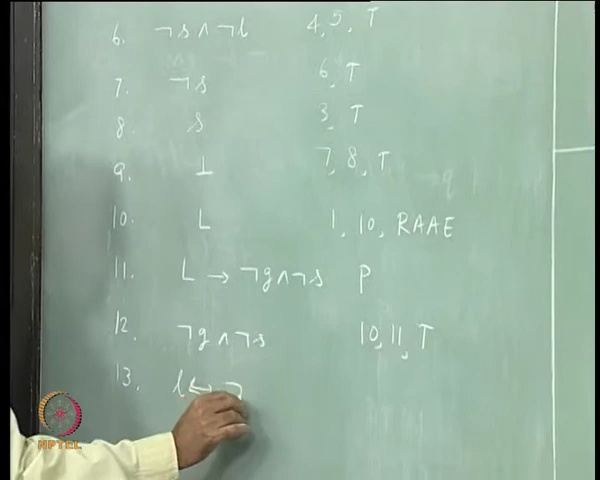 6. ¬s ∧ ¬l 4, 5, T
7. ¬s 6, T
8. s 3, T
9. ⊥ 7, 8, T
10. L 1, 10, RAAE
11. L → ¬g ∧ ¬s P
12. ¬g ∧ ¬s 10, 11, T
13. l ↔ ¬
NPTEL